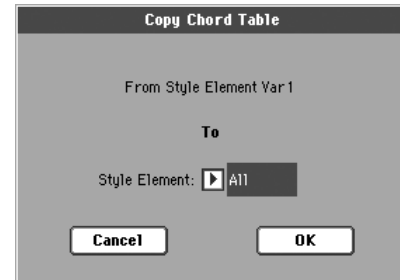 Copy Chord Table
From Style Element Var1
To
Style Element: All
Cancel OK